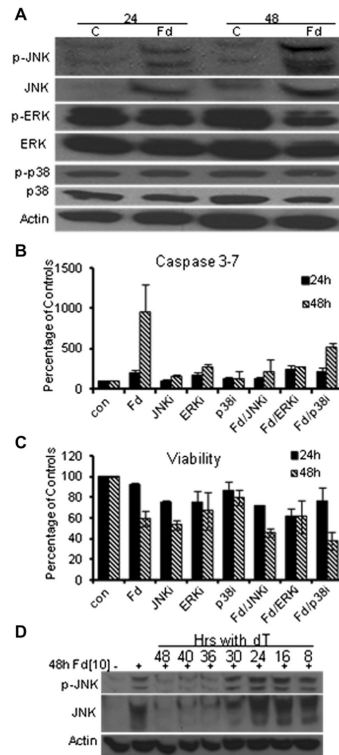 A
24 48
C Fd C Fd
p-JNK
JNK
p-ERK
ERK
p-p38
p38
Actin
B
Caspase 3-7
Percentage of Controls
1500
1000
500
0
24h
48h
con Fd JNKi ERKi p38i Fd/JNKi Fd/ERKi Fd/p38i
C
Viability
Percentage of Controls
120
100
80
60
40
20
0
24h
48h
con Fd JNKi ERKi p38i Fd/JNKi Fd/ERKi Fd/p38i
D
Hrs with dT
48 40 36 30 24 16 8
48h Fd[10] - + + + + + + + +
p-JNK
JNK
Actin